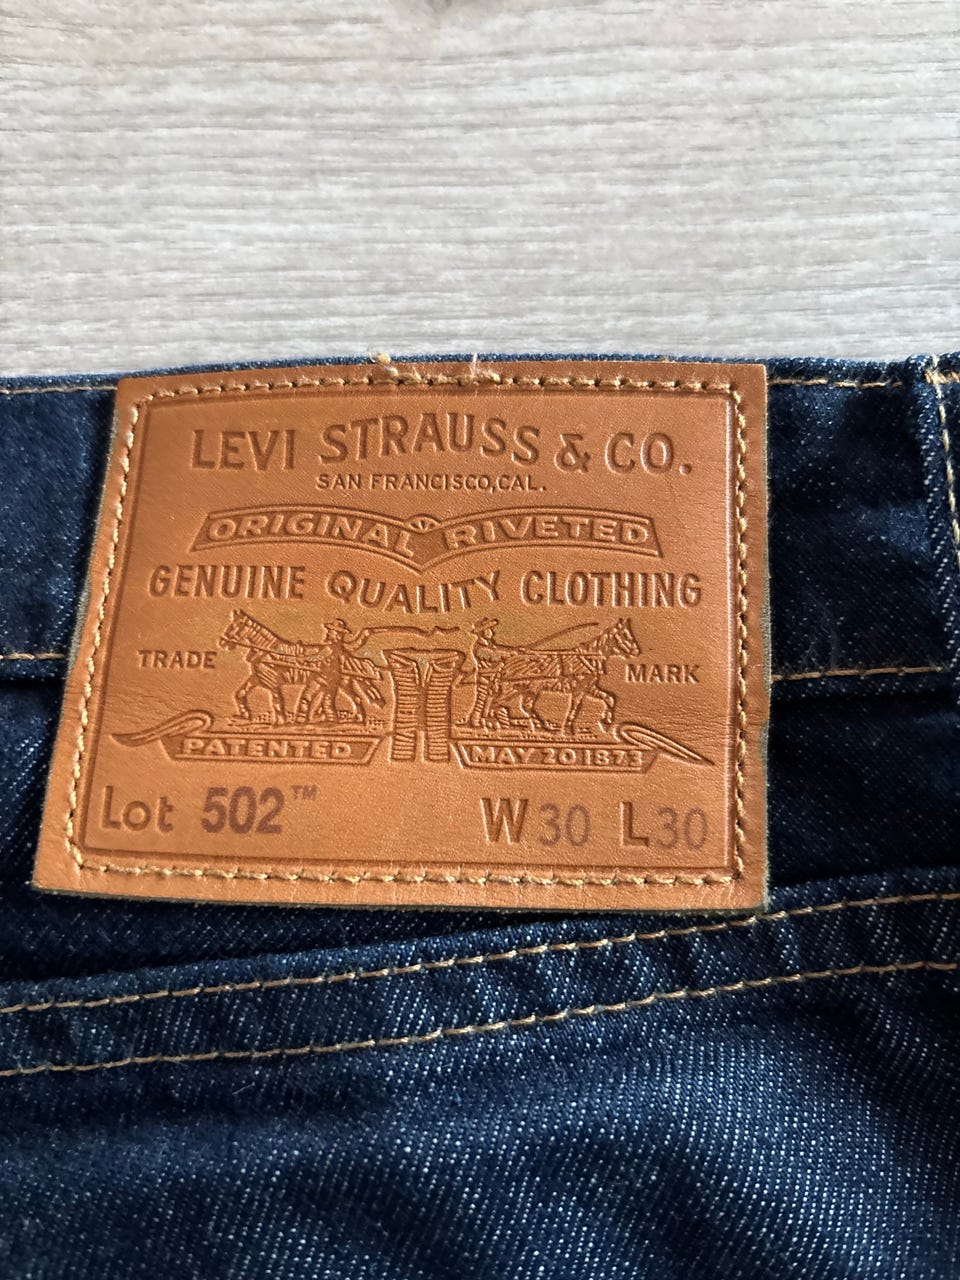 LEVI STRAUSS & CO.
SAN FRANCISCO, CAL.
ORIGINAL RIVETED
GENUINE QUALITY CLOTHING
TRADE MARK
PATENTED MAY 20 1873
Lot 502™ W30 L30